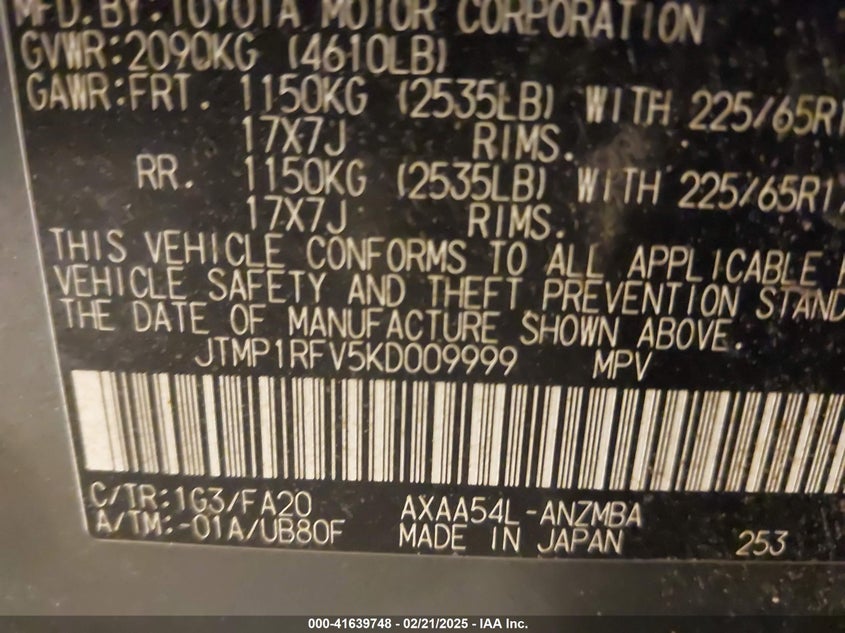 MFD. BY: TOYOTA MOTOR CORPORATION
GVWR: 2090KG (4610LB)
GAWR: FRT. 1150KG (2535LB) WITH 225/65R1
17X7J RIMS.
RR. 1150KG (2535LB) WITH 225/65R17
17X7J RIMS.
THIS VEHICLE CONFORMS TO ALL APPLICABLE
VEHICLE SAFETY AND THEFT PREVENTION STAND
THE DATE OF MANUFACTURE SHOWN ABOVE.
JTMP1RFV5KD009999 MPV
C/TR: 1G3/FA20 AXAA54L-ANZMBA
A/TM: -01A/UB80F MADE IN JAPAN 253
000-41639748 - 02/21/2025 - IAA Inc.